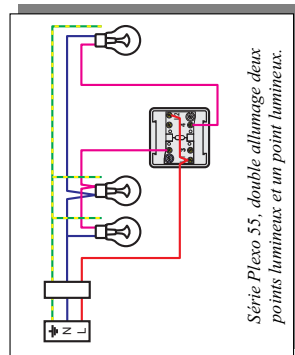 Série Plexo 55, double allumage deux
points lumineux et un point lumineux.
N
L